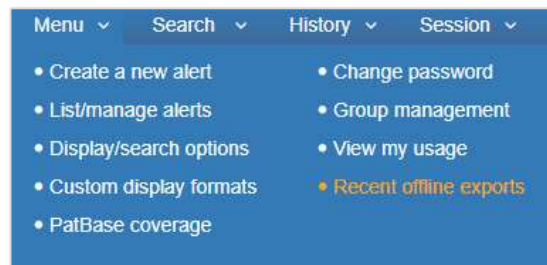 Menu Search History Session
• Create a new alert
• List/manage alerts
• Display/search options
• Custom display formats
• PatBase coverage
• Change password
• Group management
• View my usage
• Recent offline exports